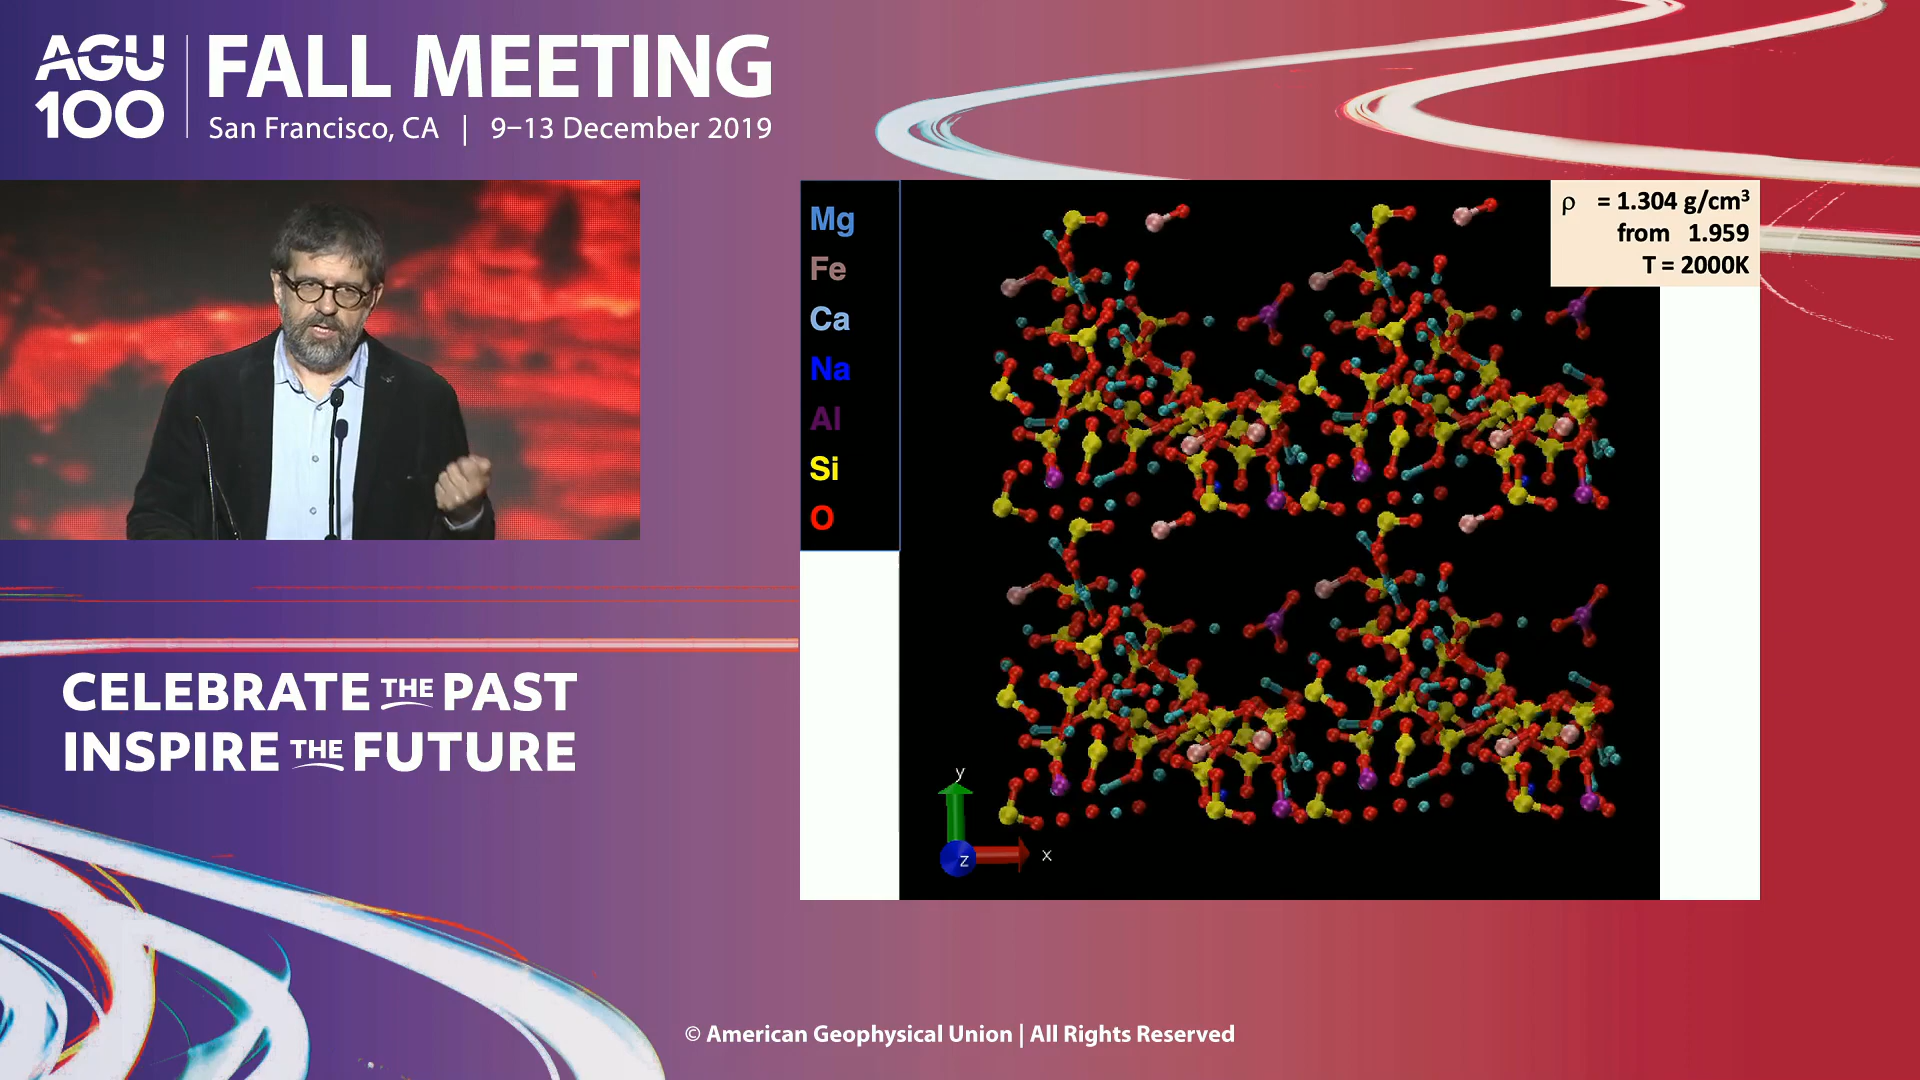 AGU
100
FALL MEETING
San Francisco, CA | 9–13 December 2019
Mg
Fe
Ca
Na
Al
Si
O
ρ = 1.304 g/cm³
from 1.959
T = 2000K
y
z
x
CELEBRATE THE PAST
INSPIRE THE FUTURE
© American Geophysical Union | All Rights Reserved